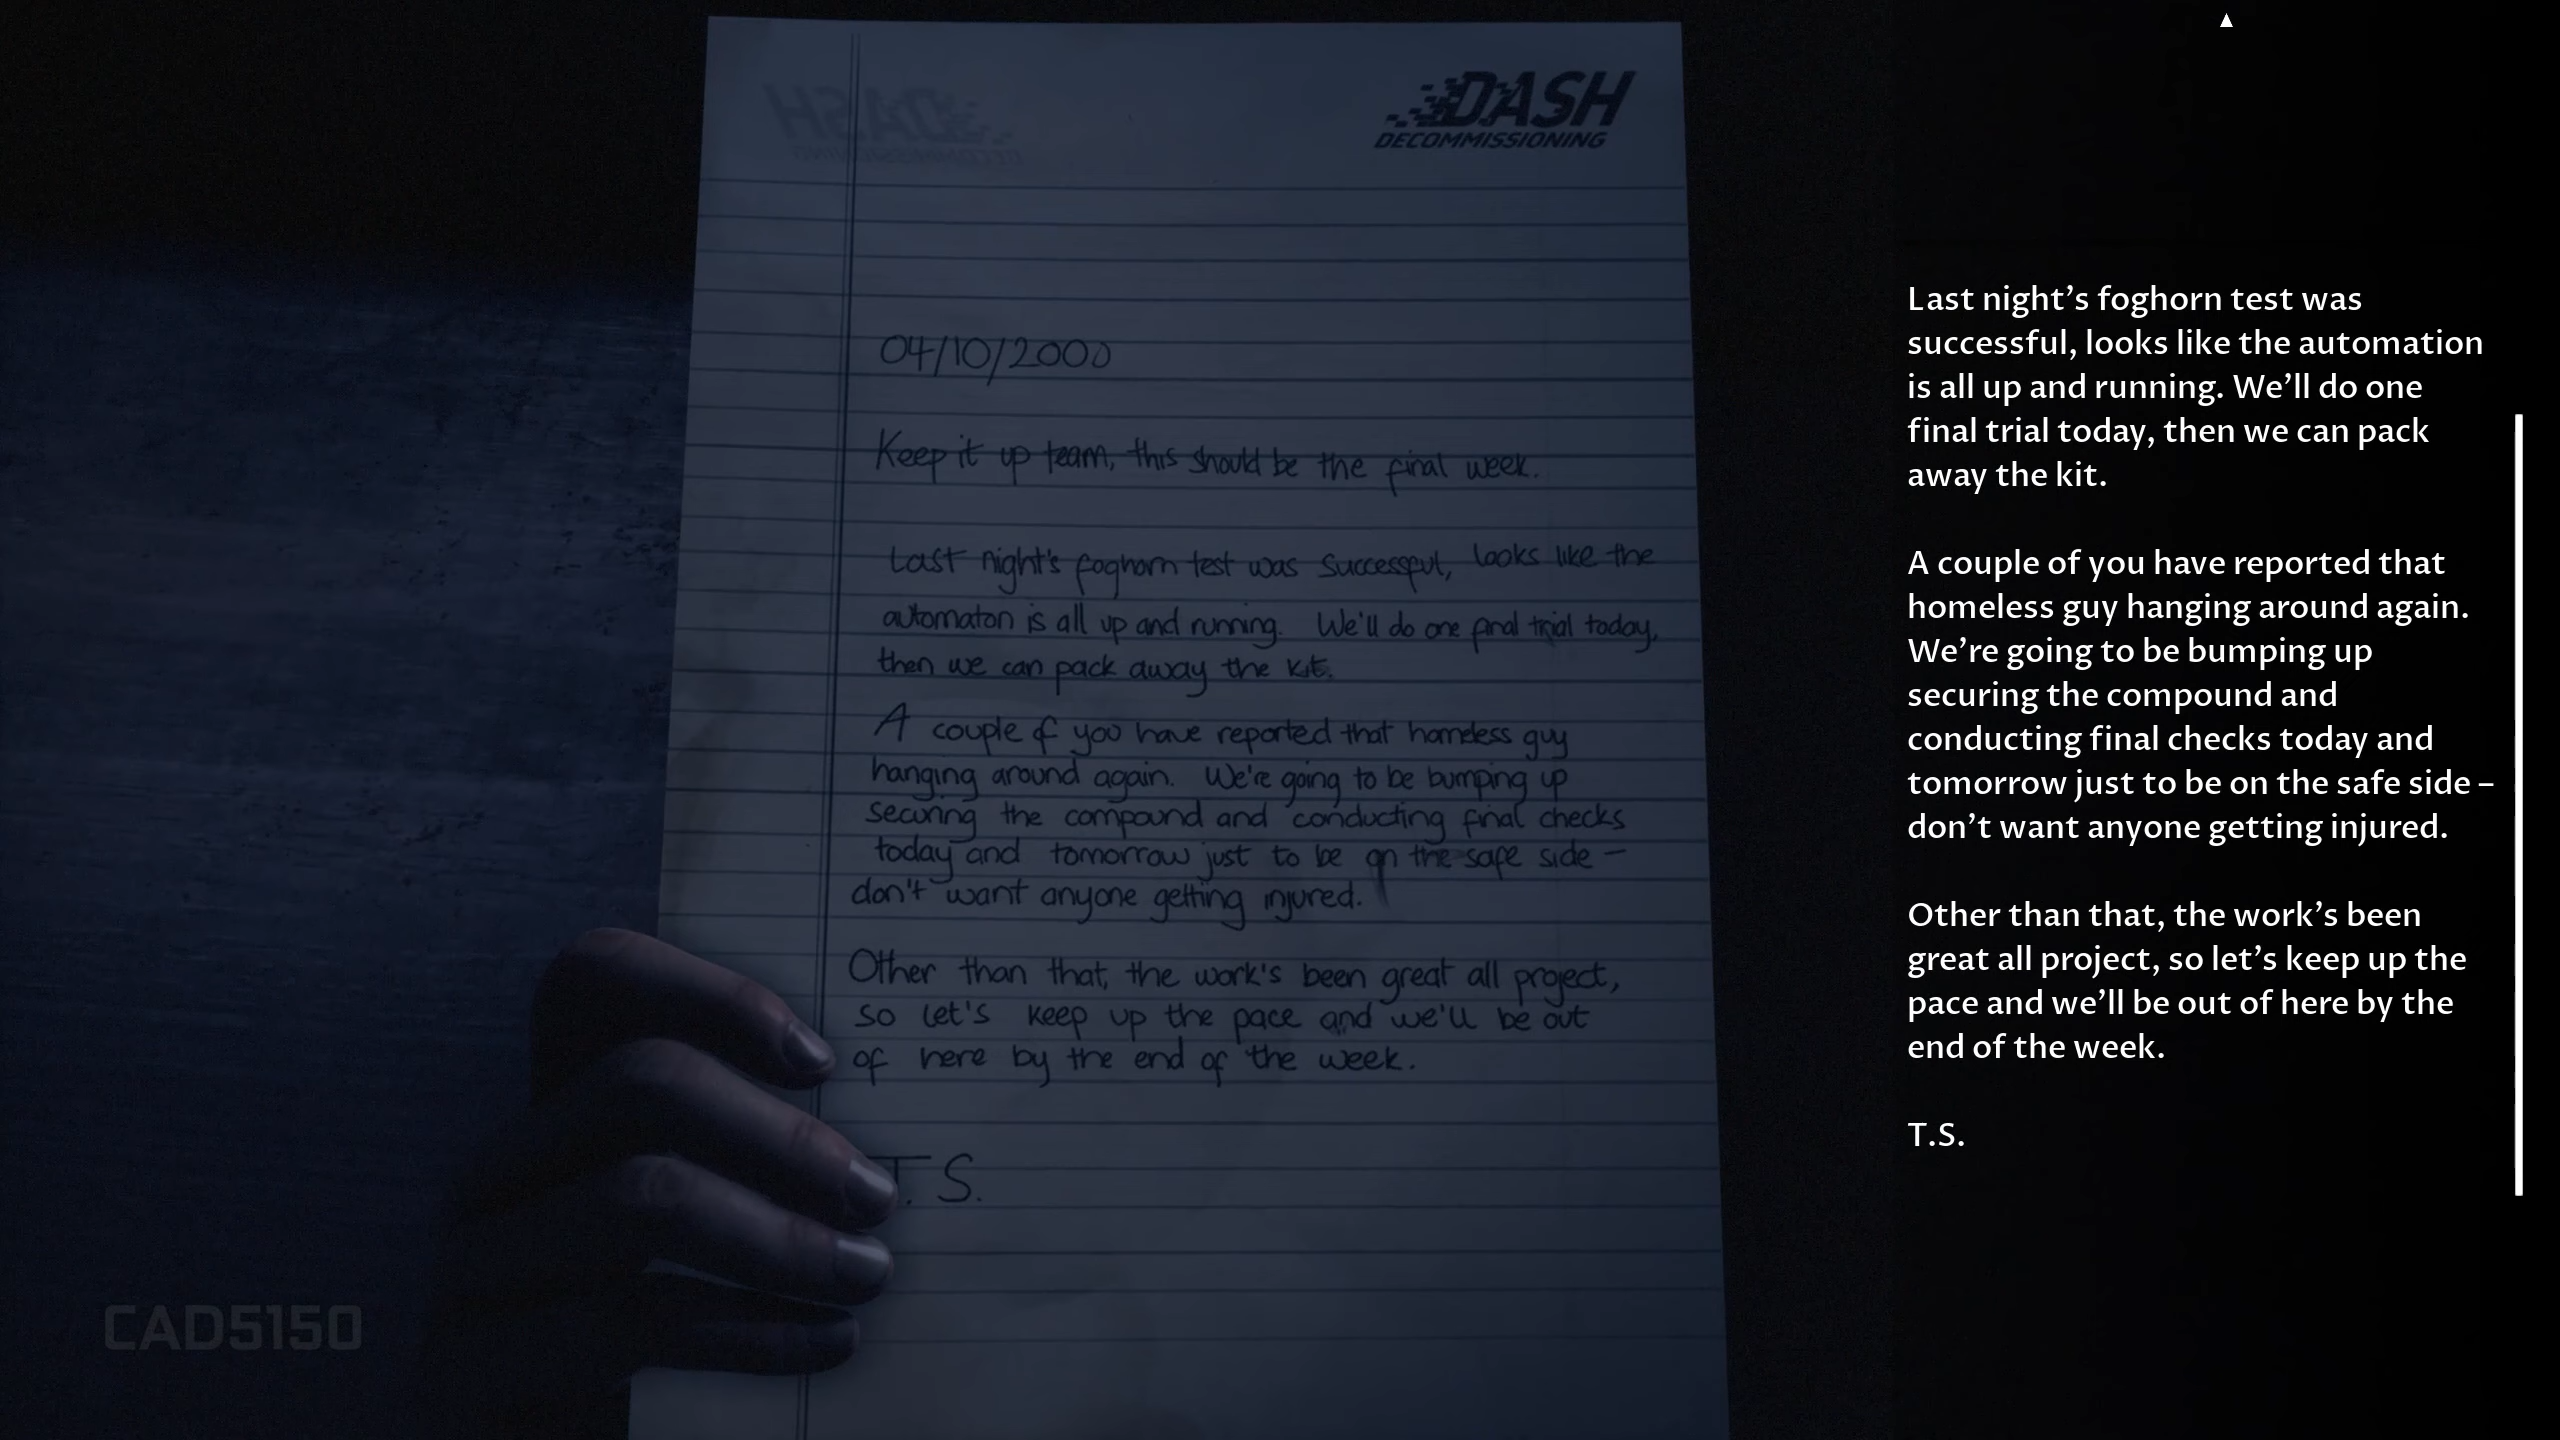 DASH
DECOMMISSIONING
DASH
DECOMMISSIONING
04/10/2000
Keep it up team, this should be the final week.
Last night's foghorn test was successful, looks like the
automaton is all up and running. We'll do one final trial today,
then we can pack away the kit.
A couple of you have reported that homeless guy
hanging around again. We're going to be bumping up
securing the compound and conducting final checks
today and tomorrow just to be on the safe side –
don't want anyone getting injured.
Other than that, the work's been great all project,
so let's keep up the pace and we'll be out
of here by the end of the week.
T.S.
CAD5150
Last night’s foghorn test was
successful, looks like the automation
is all up and running. We’ll do one
final trial today, then we can pack
away the kit.
A couple of you have reported that
homeless guy hanging around again.
We’re going to be bumping up
securing the compound and
conducting final checks today and
tomorrow just to be on the safe side –
don’t want anyone getting injured.
Other than that, the work’s been
great all project, so let’s keep up the
pace and we’ll be out of here by the
end of the week.
T.S.